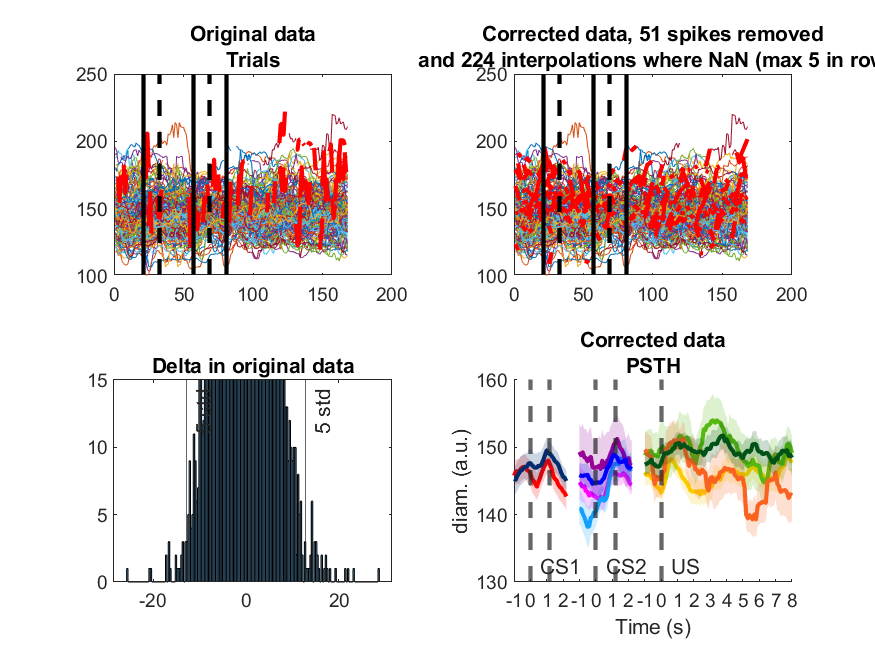 Original data
Trials
250
200
150
100
0 50 100 150 200
Corrected data, 51 spikes removed
and 224 interpolations where NaN (max 5 in row
250
200
150
100
0 50 100 150 200
Delta in original data
15
10
5
0
-20 0 20
5 std
5 std
Corrected data
PSTH
160
150
140
130
diam. (a.u.)
CS1 CS2 US
-1 0 1 2 -1 0 1 2 -1 0 1 2 3 4 5 6 7 8
Time (s)